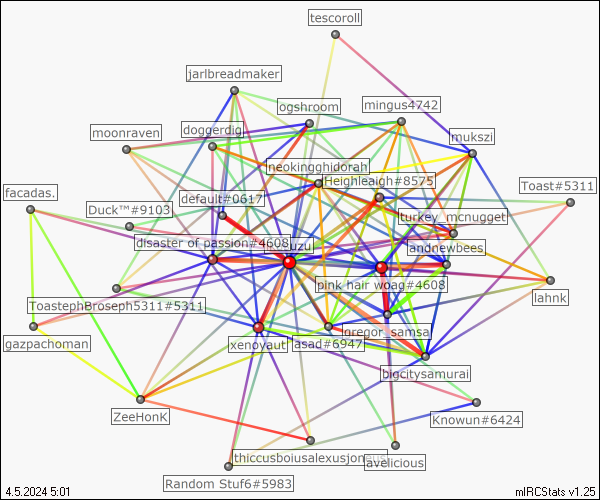 tescoroll
jarlbreadmaker
ogshroom
mingus4742
moonraven
doggerdig
mukszi
neokingghidorah
Heighleaigh#8575
facadas.
default#0617
Toast#5311
Duck™#9103
turkey_mcnugget
disaster of passion#4608
uzu
andnewbees
pink hair woag#4608
ToastephBroseph5311#5311
lahnk
gregor_samsa
gazpachoman
xenoyaut
asad#6947
bigcitysamurai
ZeeHonK
Knowun#6424
thiccusboiusalexusjoneus
avelicious
Random Stuf6#5983
4.5.2024 5:01
mIRCStats v1.25